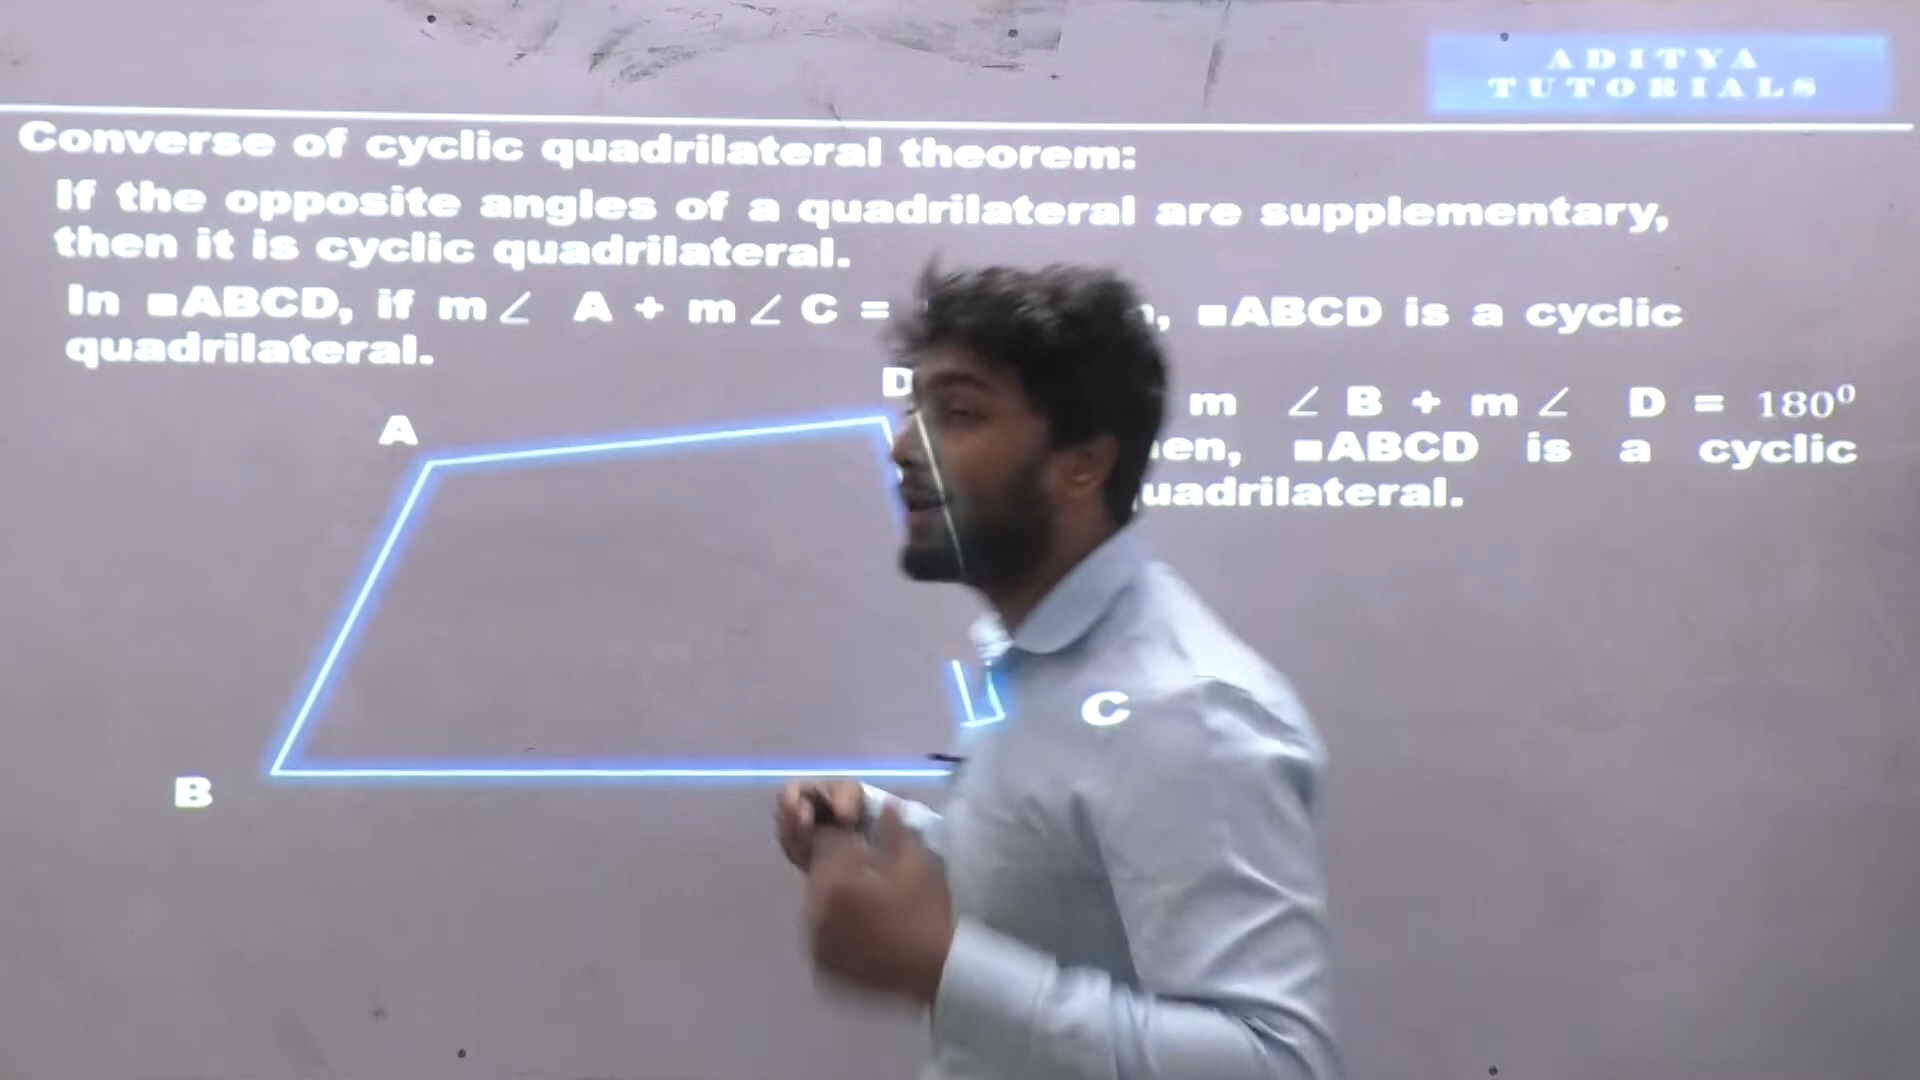 ADITYA
TUTORIALS
Converse of cyclic quadrilateral theorem:
If the opposite angles of a quadrilateral are supplementary,
then it is cyclic quadrilateral.
In ■ABCD, if m∠ A + m∠C = , ■ABCD is a cyclic
quadrilateral.
m ∠B + m∠ D = 180⁰
■ABCD is a cyclic
D
A
B
C